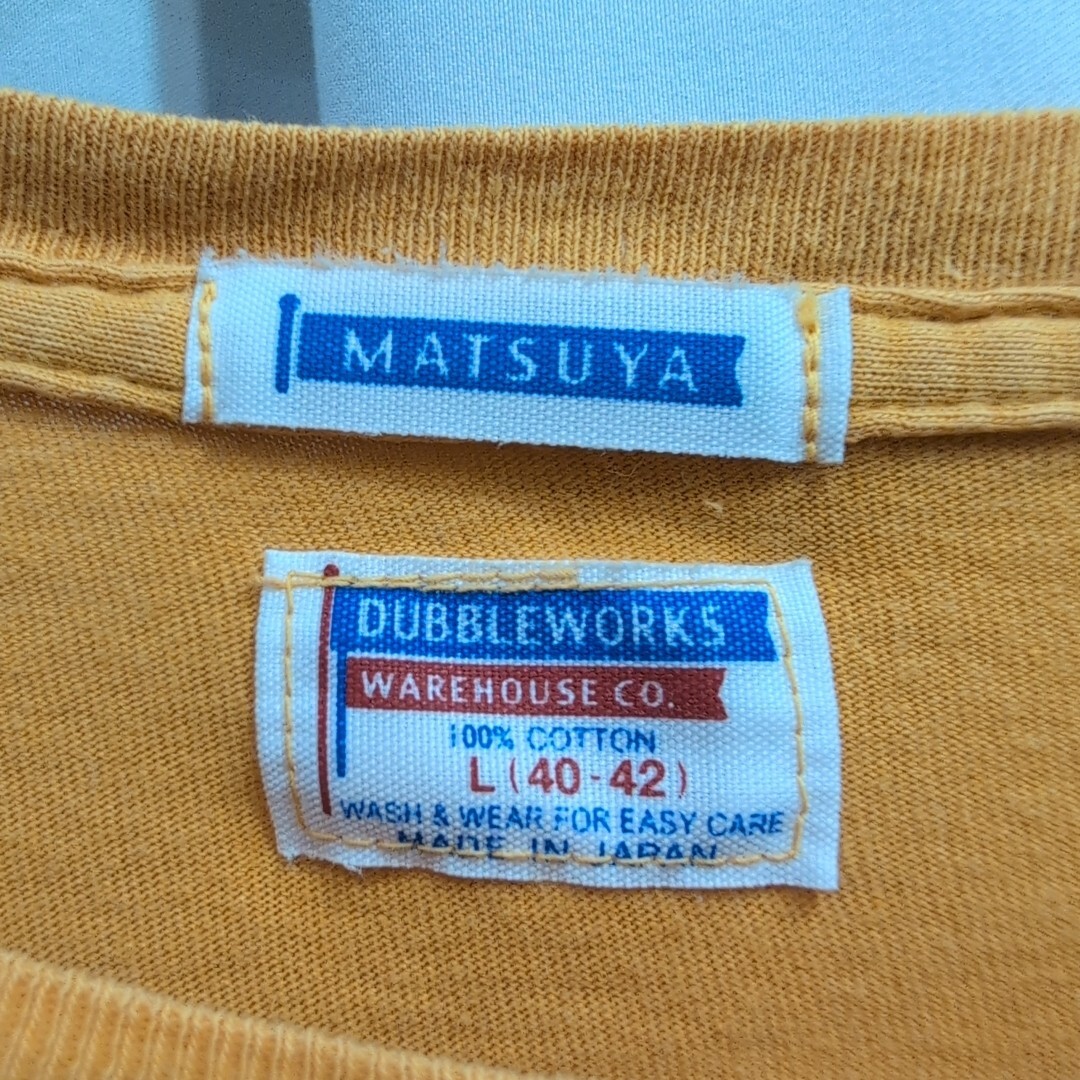 MATSUYA
DUBBLEWORKS
WAREHOUSE CO.
100% COTTON
L (40-42)
WASH & WEAR FOR EASY CARE
MADE IN JAPAN